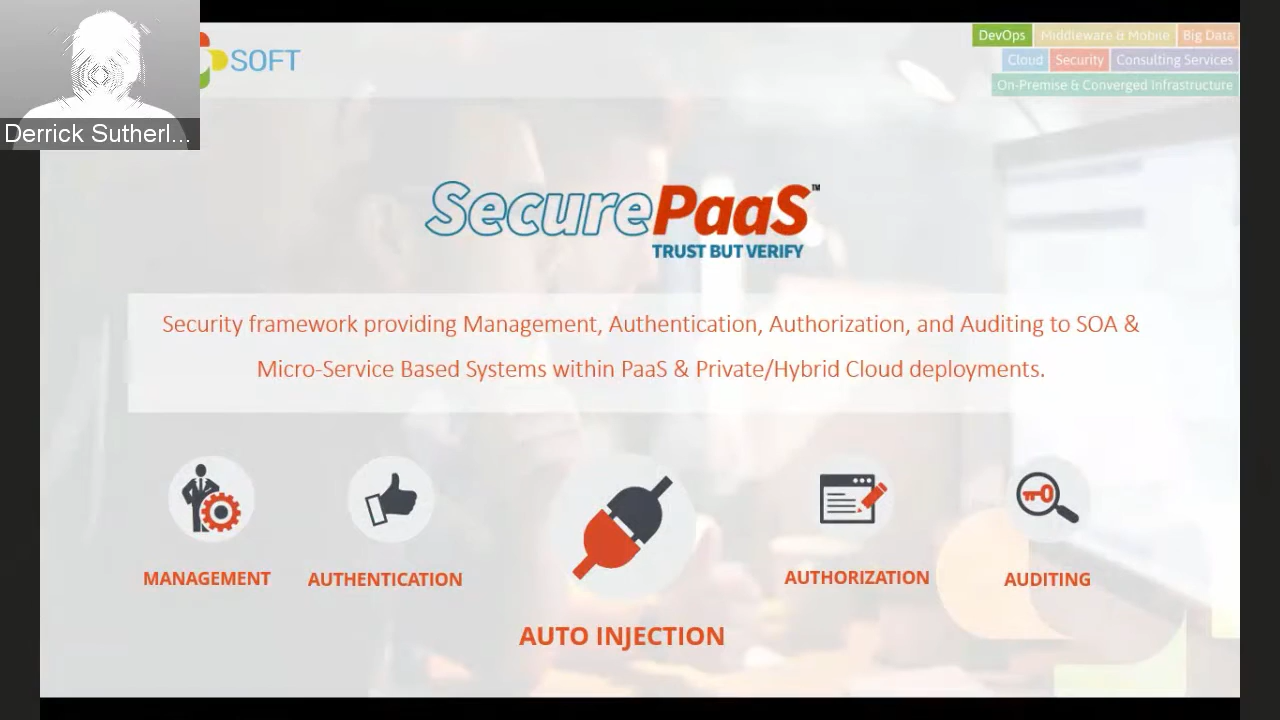 Derrick Sutherl...
SOFT
DevOps Middleware & Mobile Big Data
Cloud Security Consulting Services
On-Premise & Converged Infrastructure
SecurePaaS™
TRUST BUT VERIFY
Security framework providing Management, Authentication, Authorization, and Auditing to SOA &
Micro-Service Based Systems within PaaS & Private/Hybrid Cloud deployments.
MANAGEMENT
AUTHENTICATION
AUTO INJECTION
AUTHORIZATION
AUDITING